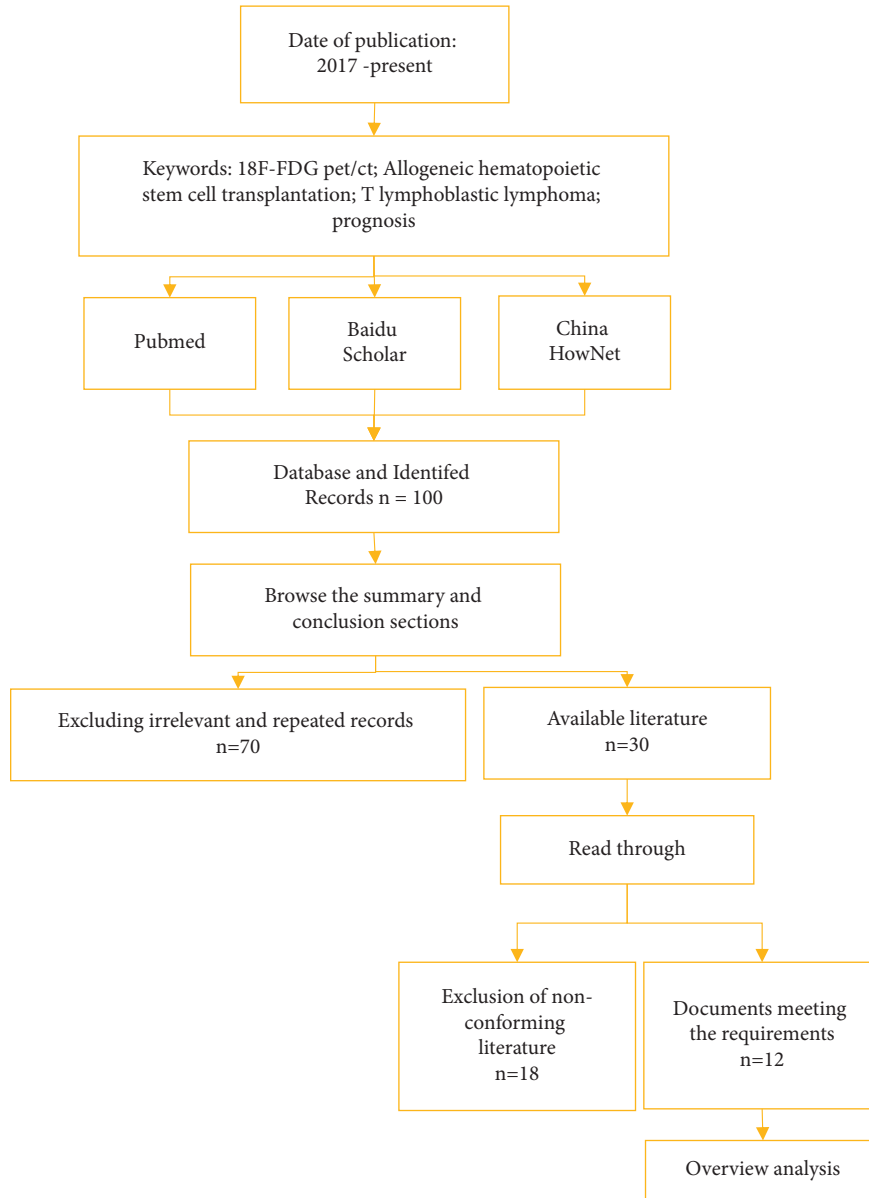 Date of publication:
2017 -present
Keywords: 18F-FDG pet/ct; Allogeneic hematopoietic
stem cell transplantation; T lymphoblastic lymphoma;
prognosis
Pubmed
Baidu
Scholar
China
HowNet
Database and Identifed
Records n = 100
Browse the summary and
conclusion sections
Excluding irrelevant and repeated records
n=70
Available literature
n=30
Read through
Exclusion of non-
conforming
literature
n=18
Documents meeting
the requirements
n=12
Overview analysis